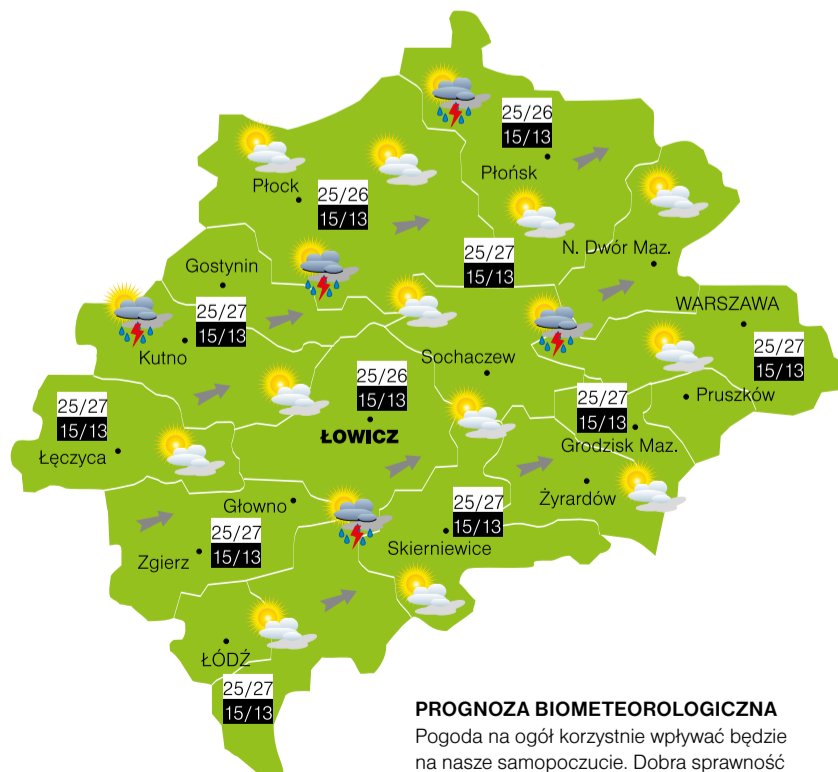 25/26
15/13
Płońsk
Płock
25/26
15/13
N. Dwór Maz.
25/27
15/13
Gostynin
25/27
15/13
Kutno
WARSZAWA
25/27
15/13
Sochaczew
25/26
15/13
ŁOWICZ
Pruszków
25/27
15/13
Grodzisk Maz.
25/27
15/13
Łęczyca
Głowno
Żyrardów
25/27
15/13
Skierniewice
25/27
15/13
Zgierz
ŁÓDŹ
25/27
15/13
PROGNOZA BIOMETEOROLOGICZNA
Pogoda na ogół korzystnie wpływać będzie
na nasze samopoczucie. Dobra sprawność